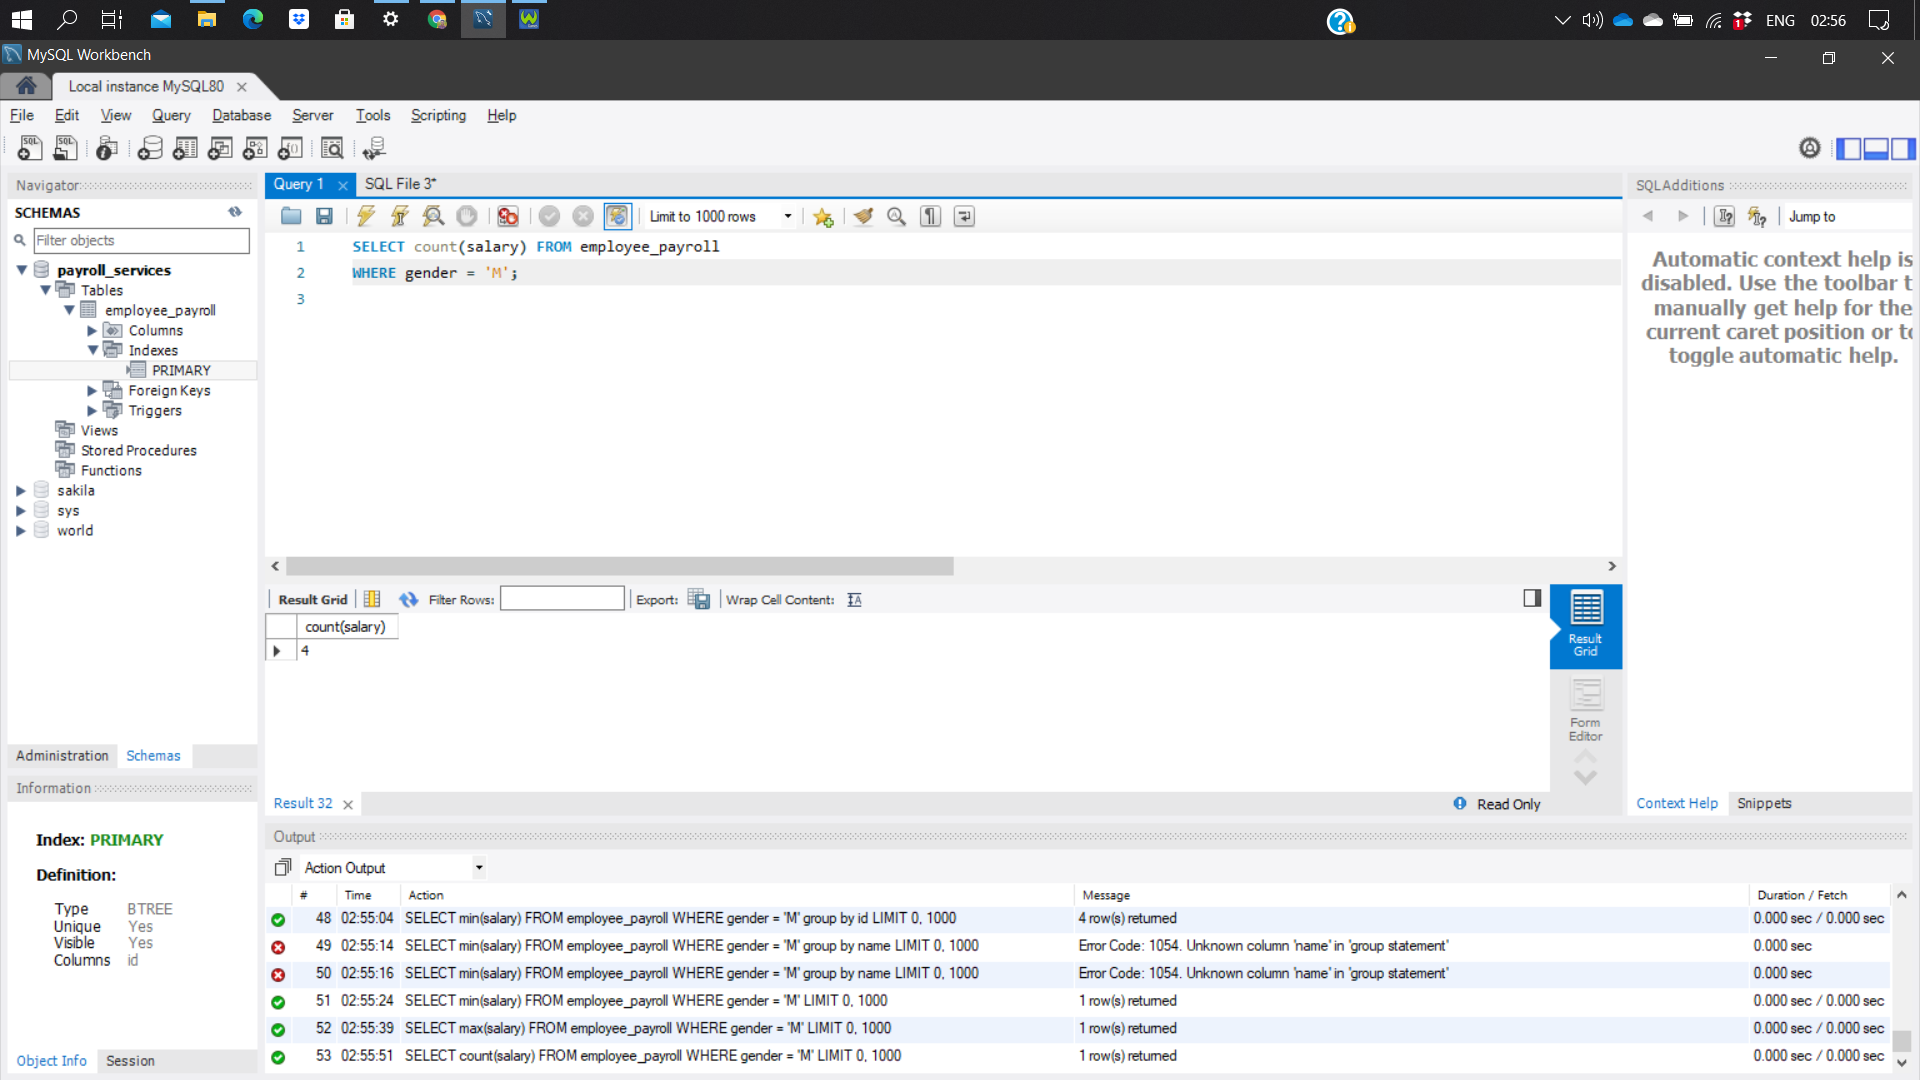 ENG
02:56
MySQL Workbench
Local instance MySQL80
File Edit View Query Database Server Tools Scripting Help
Navigator
SCHEMAS
Filter objects
payroll_services
Tables
employee_payroll
Columns
Indexes
PRIMARY
Foreign Keys
Triggers
Views
Stored Procedures
Functions
sakila
sys
world
Administration Schemas
Information
Index: PRIMARY
Definition:
Type BTREE
Unique Yes
Visible Yes
Columns id
Object Info Session
Query 1 SQL File 3*
Limit to 1000 rows
1 SELECT count(salary) FROM employee_payroll
2 WHERE gender = 'M';
3
Result Grid Filter Rows: Export: Wrap Cell Content:
count(salary)
4
Result Grid
Form Editor
Result 32
Read Only
SQLAdditions
Jump to
Automatic context help is
disabled. Use the toolbar t
manually get help for the
current caret position or to
toggle automatic help.
Context Help Snippets
Output
Action Output
# Time Action Message Duration / Fetch
48 02:55:04 SELECT min(salary) FROM employee_payroll WHERE gender = 'M' group by id LIMIT 0, 1000 4 row(s) returned 0.000 sec / 0.000 sec
49 02:55:14 SELECT min(salary) FROM employee_payroll WHERE gender = 'M' group by name LIMIT 0, 1000 Error Code: 1054. Unknown column 'name' in 'group statement' 0.000 sec
50 02:55:16 SELECT min(salary) FROM employee_payroll WHERE gender = 'M' group by name LIMIT 0, 1000 Error Code: 1054. Unknown column 'name' in 'group statement' 0.000 sec
51 02:55:24 SELECT min(salary) FROM employee_payroll WHERE gender = 'M' LIMIT 0, 1000 1 row(s) returned 0.000 sec / 0.000 sec
52 02:55:39 SELECT max(salary) FROM employee_payroll WHERE gender = 'M' LIMIT 0, 1000 1 row(s) returned 0.000 sec / 0.000 sec
53 02:55:51 SELECT count(salary) FROM employee_payroll WHERE gender = 'M' LIMIT 0, 1000 1 row(s) returned 0.000 sec / 0.000 sec